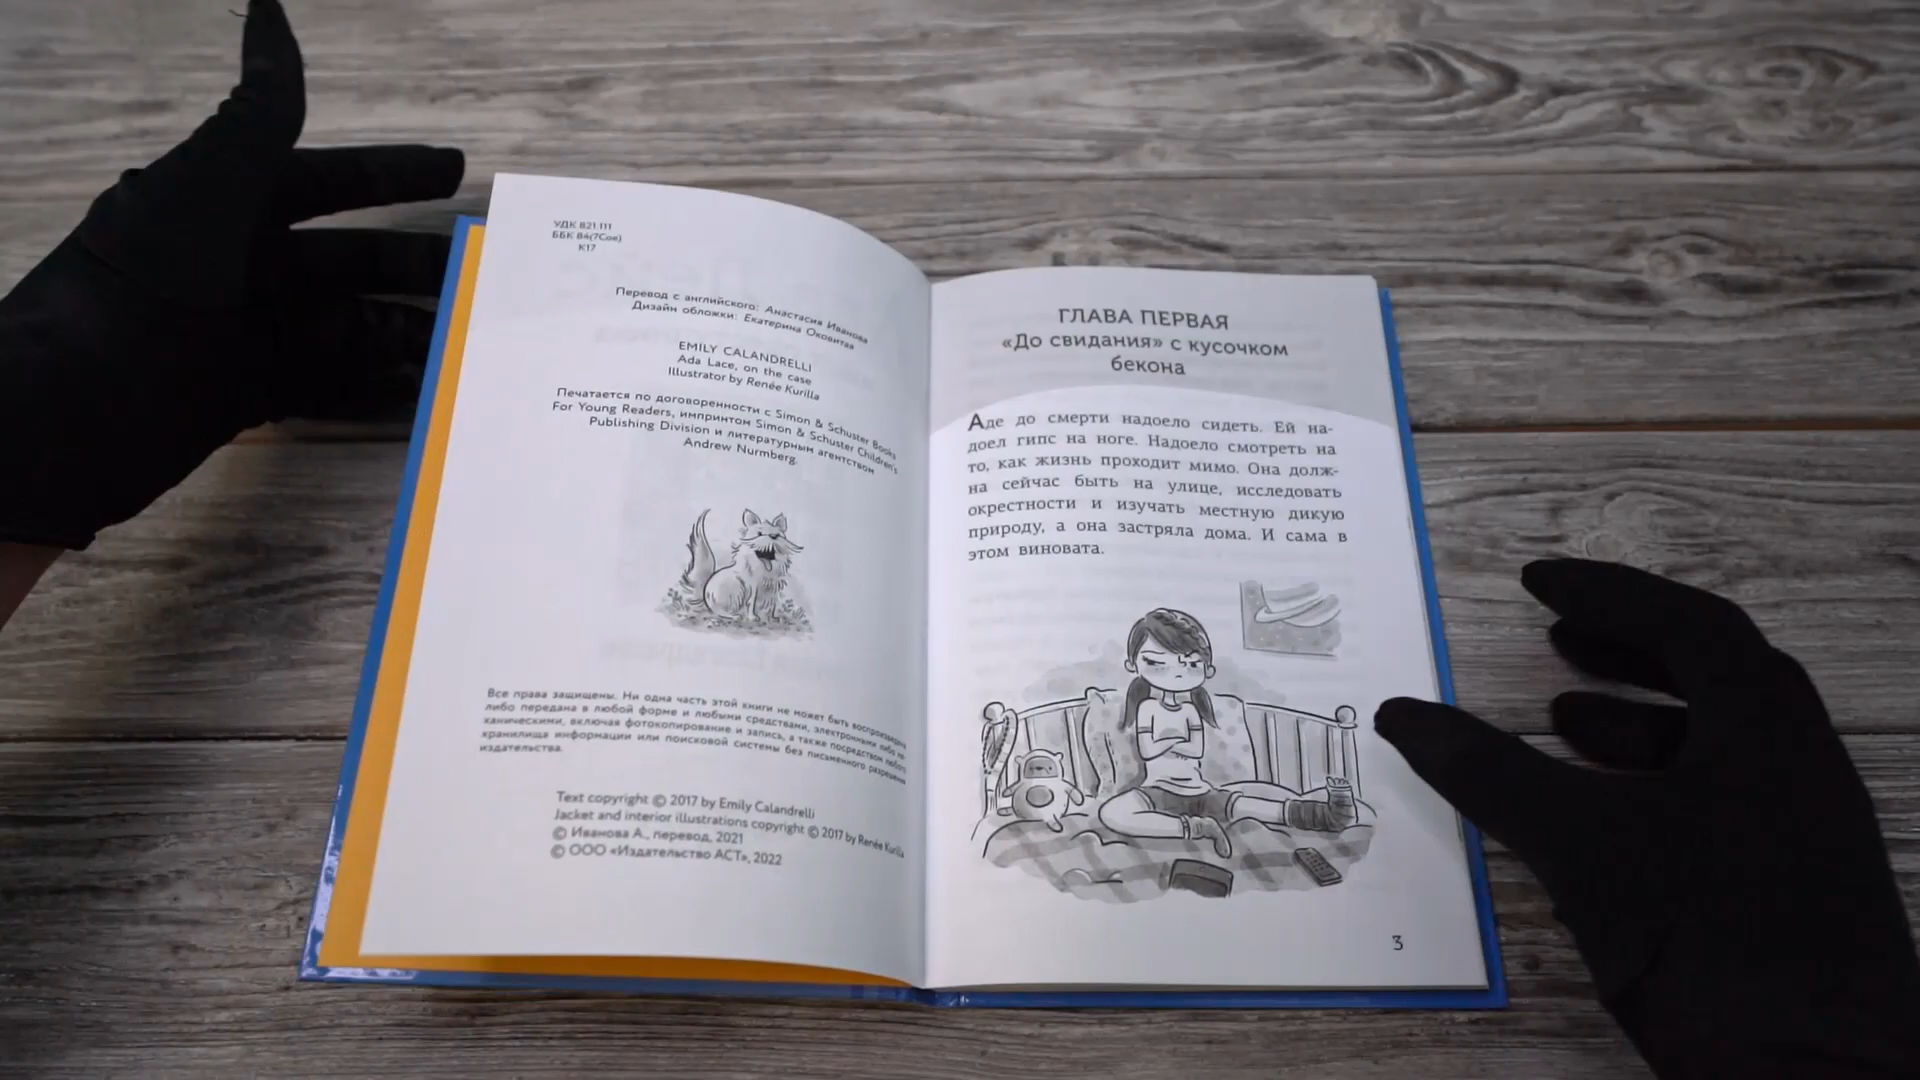 УДК 821.111
ББК 84(7Сое)
К17
Перевод с английского: Анастасия Иванова
Дизайн обложки: Екатерина Оковитая
EMILY CALANDRELLI
Ada Lace, on the case
Illustrator by Renée Kurilla
Печатается по договоренности с Simon & Schuster Books
For Young Readers, импринтом Simon & Schuster Children's
Publishing Division и литературным агентством
Andrew Nurmberg.
Все права защищены. Ни одна часть этой книги не может быть воспроизведена
либо передана в любой форме и любыми средствами, электронными либо ме-
ханическими, включая фотокопирование и запись, а также посредством любого
хранилища информации или поисковой системы без письменного разрешения
издательства.
Text copyright © 2017 by Emily Calandrelli
Jacket and interior illustrations copyright © 2017 by Renée Kurilla
© Иванова А., перевод, 2021
© ООО «Издательство АСТ», 2022
ГЛАВА ПЕРВАЯ
«До свидания» с кусочком
бекона
Аде до смерти надоело сидеть. Ей на-
доел гипс на ноге. Надоело смотреть на
то, как жизнь проходит мимо. Она долж-
на сейчас быть на улице, исследовать
окрестности и изучать местную дикую
природу, а она застряла дома. И сама в
этом виновата.
3